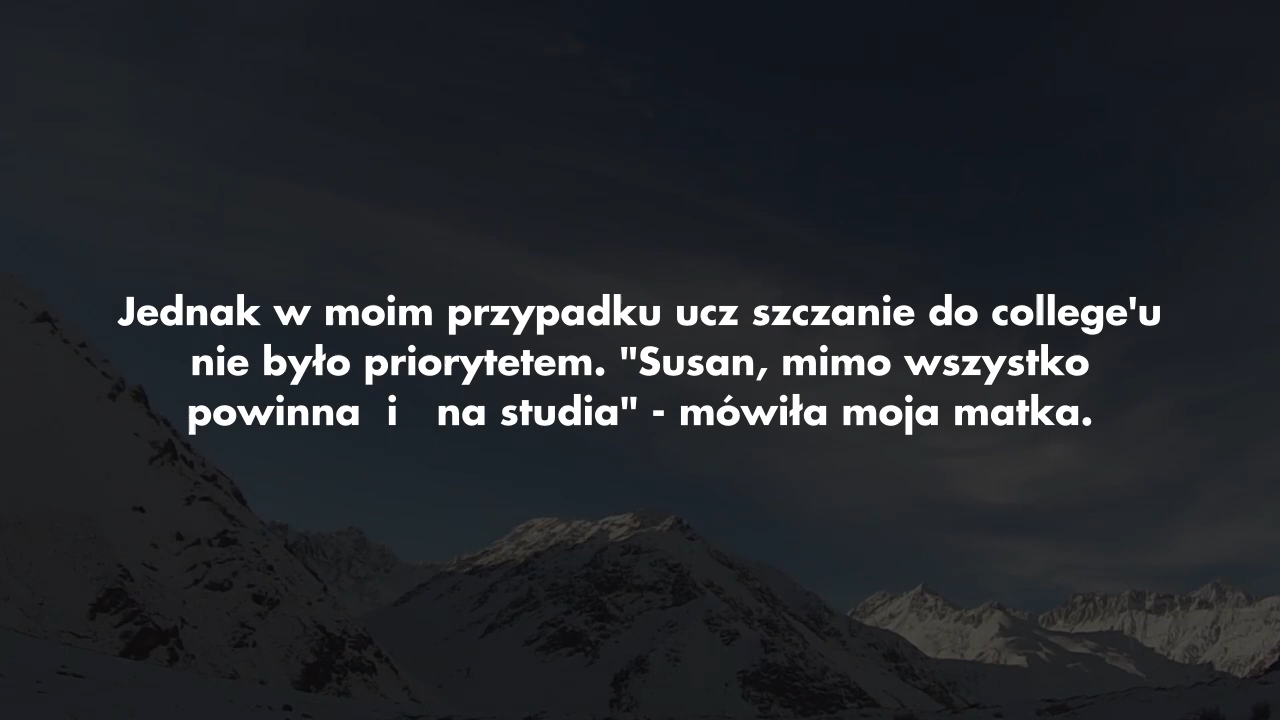 Jednak w moim przypadku ucz szczanie do college'u
nie było priorytetem. "Susan, mimo wszystko
powinna  i   na studia" - mówiła moja matka.